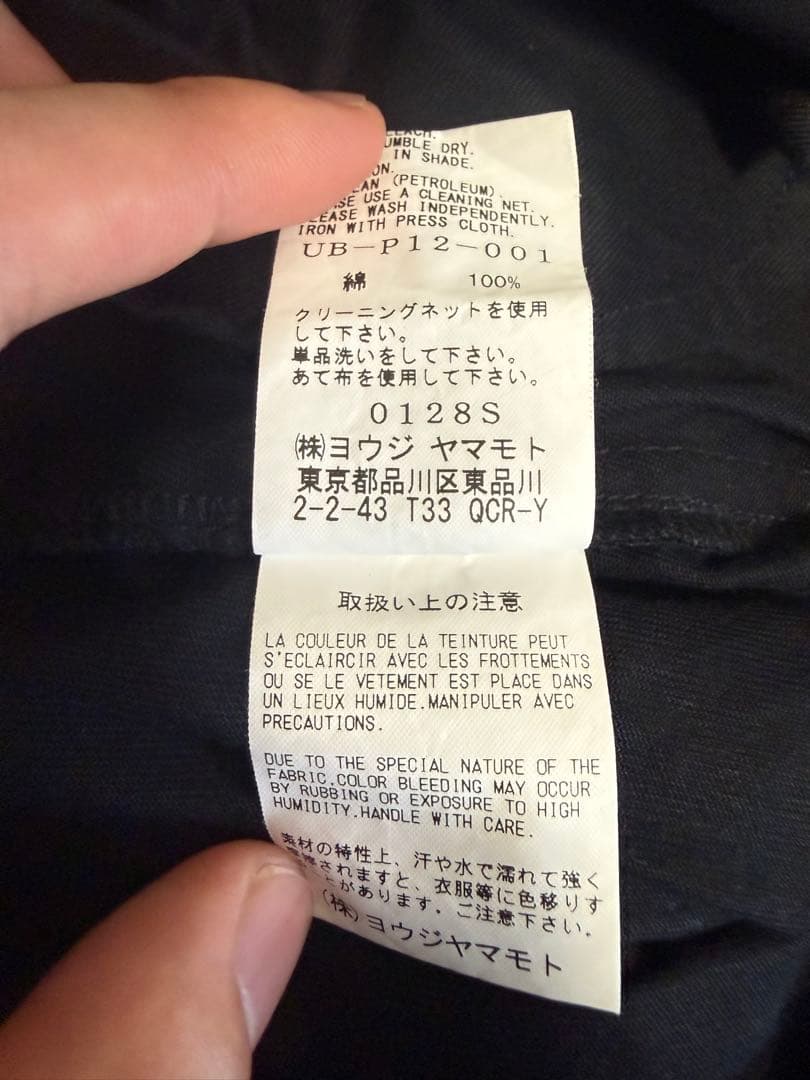 UMBLE DRY.
IN SHADE.
(PETROLEUM).
USE A CLEANING NET.
PLEASE WASH INDEPENDENTLY.
IRON WITH PRESS CLOTH.
UB-P12-001
綿 100%
クリーニングネットを使用
して下さい。
単品洗いをして下さい。
あて布を使用して下さい。
0128S
㈱ヨウジ ヤマモト
東京都品川区東品川
2-2-43 T33 QCR-Y
取扱い上の注意
LA COULEUR DE LA TEINTURE PEUT
S'ECLAIRCIR AVEC LES FROTTEMENTS
OU SE LE VETEMENT EST PLACE DANS
UN LIEUX HUMIDE.MANIPULER AVEC
PRECAUTIONS.
DUE TO THE SPECIAL NATURE OF THE
FABRIC,COLOR BLEEDING MAY OCCUR
BY RUBBING OR EXPOSURE TO HIGH
HUMIDITY.HANDLE WITH CARE.
素材の特性上、汗や水で濡れて強く
されますと、衣服等に色移りす
とがあります。ご注意下さい。
(株)ヨウジヤマモト